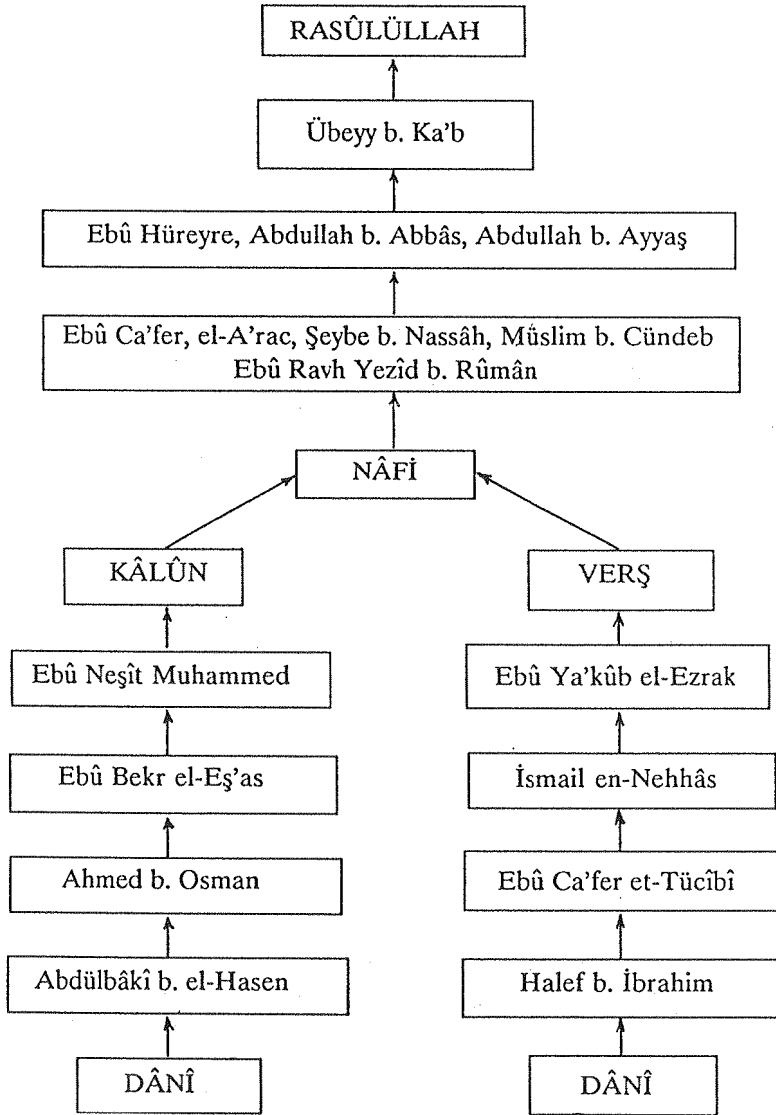 RASÛLÜLLAH
Übeyy b. Ka'b
Ebû Hüreyre, Abdullah b. Abbâs, Abdullah b. Ayyaş
Ebû Ca'fer, el-A'rac, Şeybe b. Nassâh, Müslim b. Cündeb
Ebû Ravh Yezîd b. Rûmân
NÂFİ
KÂLÛN
VERŞ
Ebû Neşît Muhammed
Ebû Ya'kûb el-Ezrak
Ebû Bekr el-Eş'as
İsmail en-Nehhâs
Ahmed b. Osman
Ebû Ca'fer et-Tücîbî
Abdülbâkî b. el-Hasen
Halef b. İbrahim
DÂNÎ
DÂNÎ